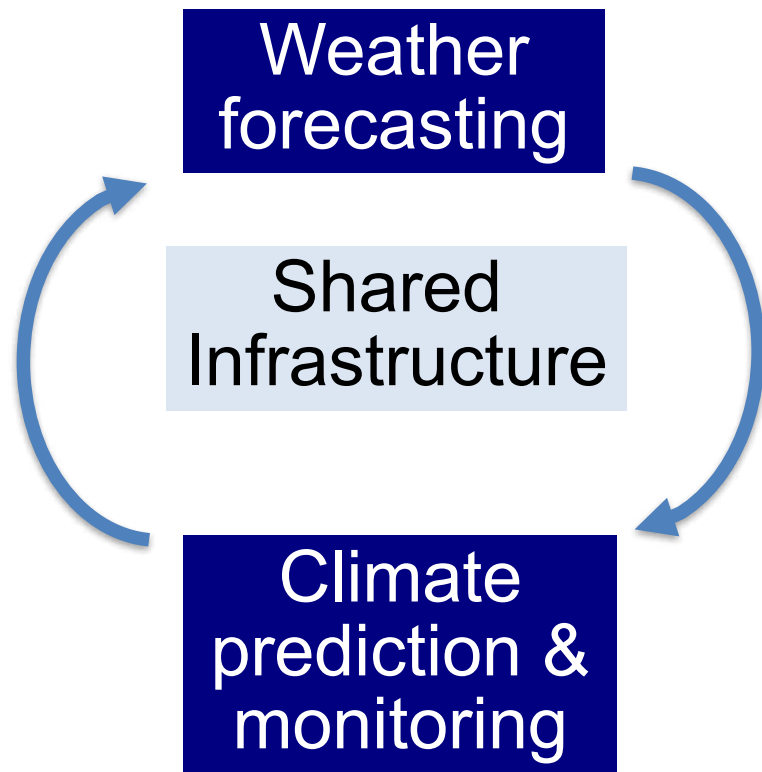 Weather
forecasting
Shared
Infrastructure
Climate
prediction &
monitoring